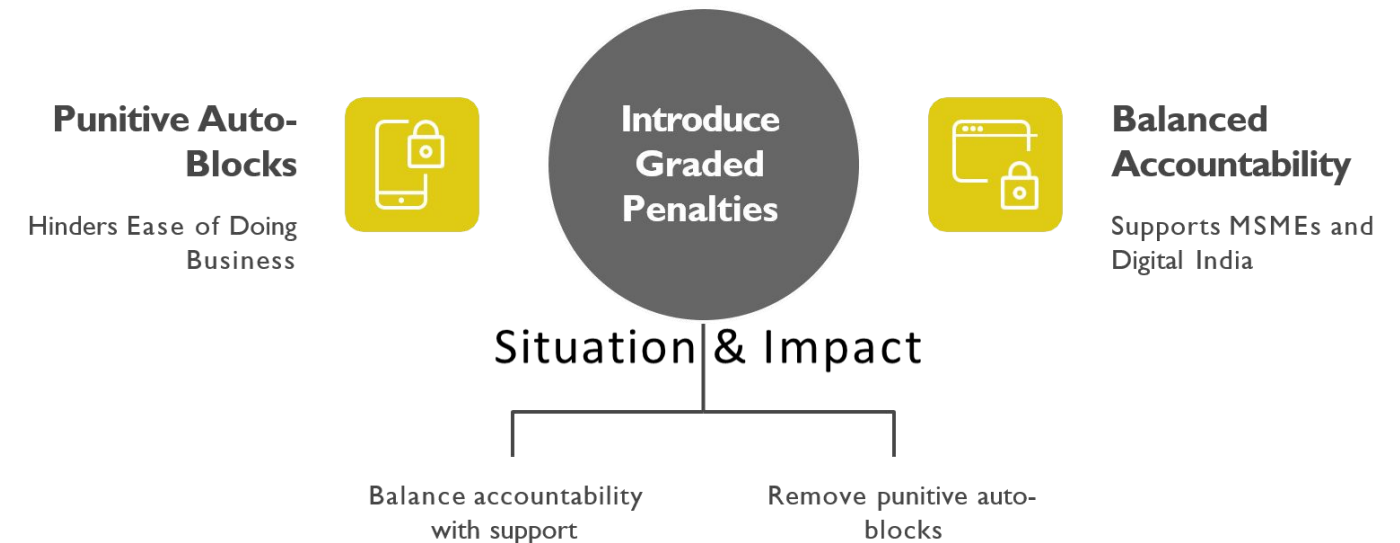 Punitive Auto-
Blocks
Hinders Ease of Doing
Business
Introduce
Graded
Penalties
Balanced
Accountability
Supports MSMEs and
Digital India
Situation & Impact
Balance accountability
with support
Remove punitive auto-
blocks